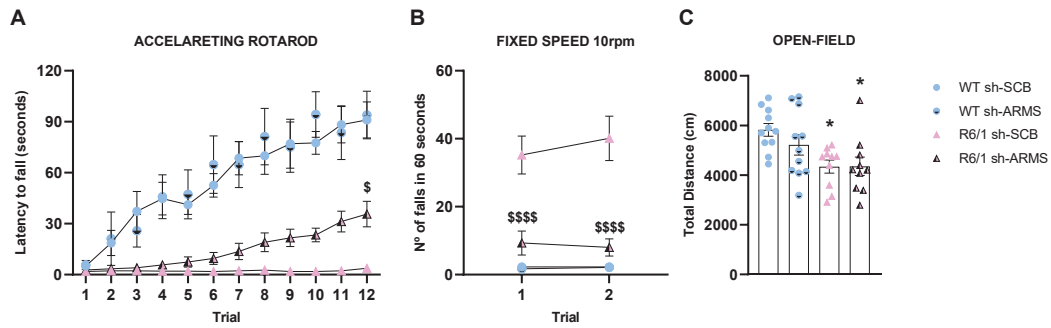 A
ACCELARETING ROTAROD
Latency to fall (seconds)
120
90
60
30
0
$
1 2 3 4 5 6 7 8 9 10 11 12
Trial
B
FIXED SPEED 10rpm
Nº of falls in 60 seconds
60
40
20
0
$$$$ $$$$
1 2
Trial
C
OPEN-FIELD
Total Distance (cm)
8000
6000
4000
2000
0
* *
WT sh-SCB
WT sh-ARMS
R6/1 sh-SCB
R6/1 sh-ARMS